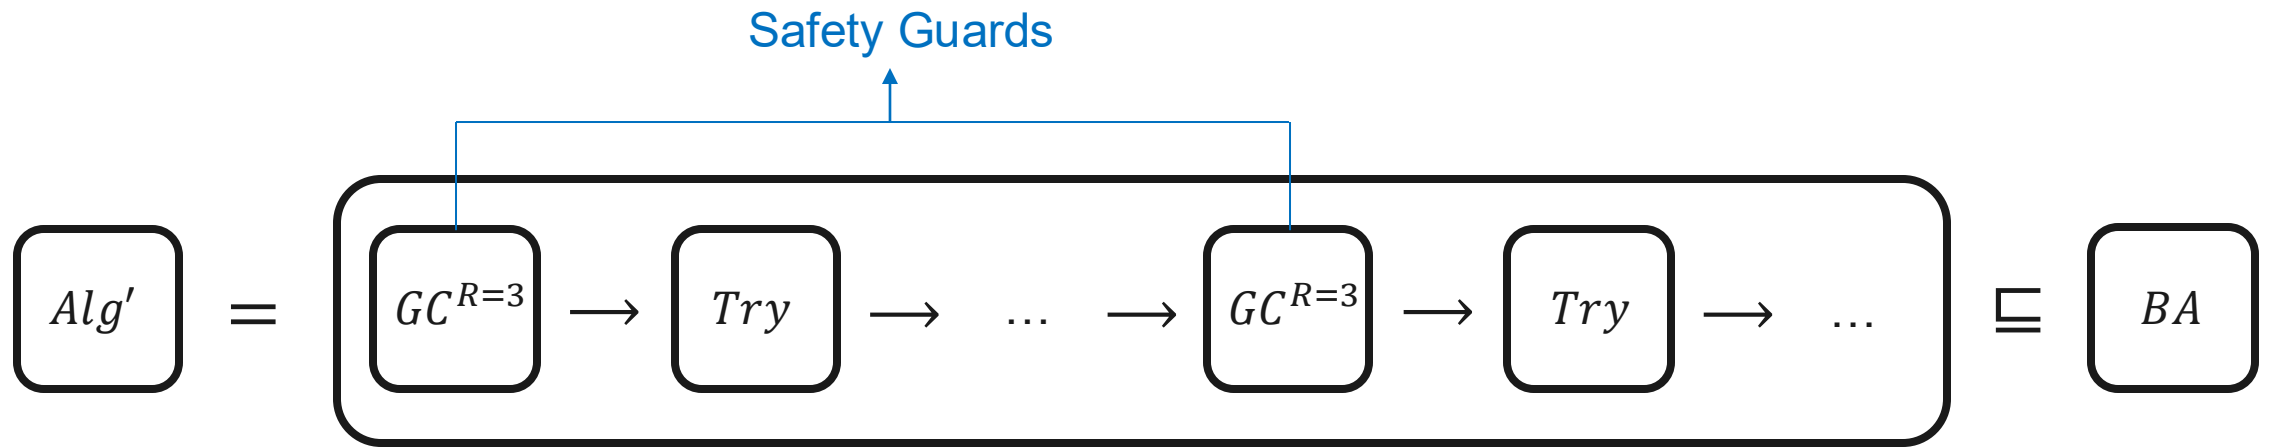 Safety Guards
Alg′ = GC^{R=3} → Try → … → GC^{R=3} → Try → … ⊑ BA